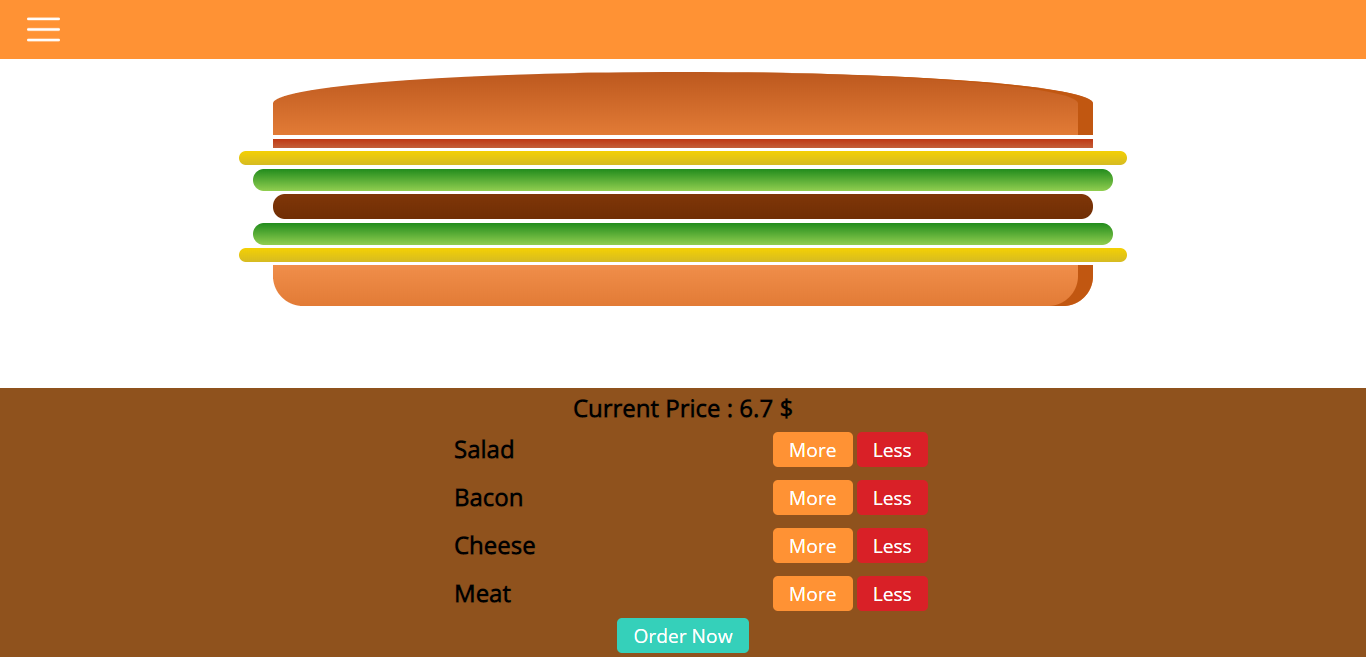 Current Price : 6.7 $
Salad More Less
Bacon More Less
Cheese More Less
Meat More Less
Order Now